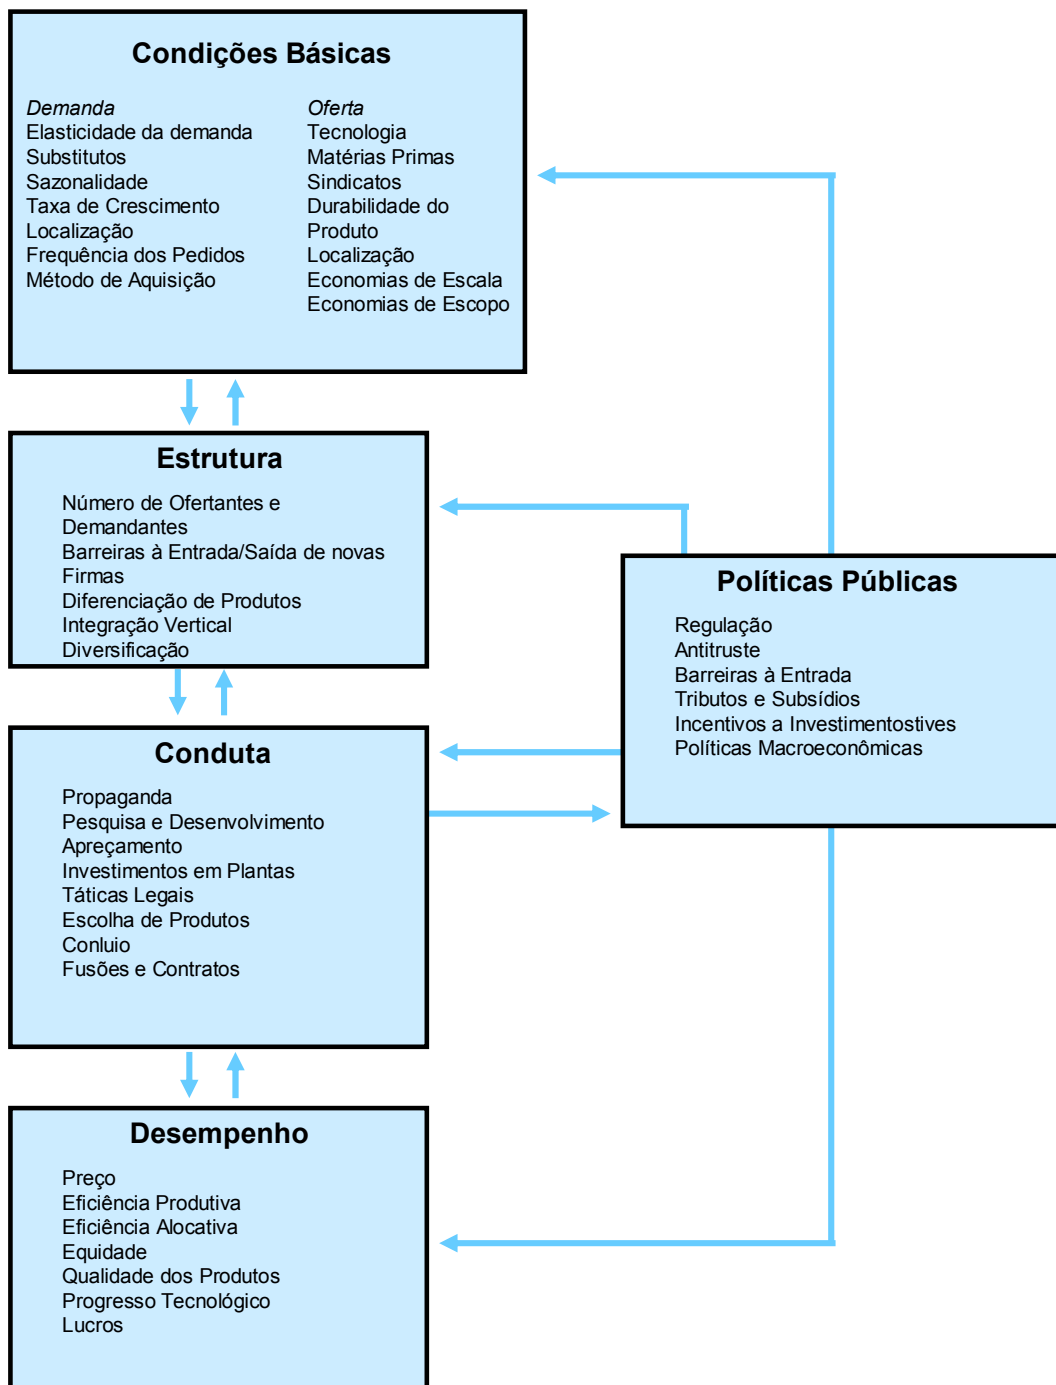 Condições Básicas
Demanda
Elasticidade da demanda
Substitutos
Sazonalidade
Taxa de Crescimento
Localização
Frequência dos Pedidos
Método de Aquisição
Oferta
Tecnologia
Matérias Primas
Sindicatos
Durabilidade do
Produto
Localização
Economias de Escala
Economias de Escopo
Estrutura
Número de Ofertantes e
Demandantes
Barreiras à Entrada/Saída de novas
Firmas
Diferenciação de Produtos
Integração Vertical
Diversificação
Políticas Públicas
Regulação
Antitruste
Barreiras à Entrada
Tributos e Subsídios
Incentivos a Investimentostives
Políticas Macroeconômicas
Conduta
Propaganda
Pesquisa e Desenvolvimento
Apreçamento
Investimentos em Plantas
Táticas Legais
Escolha de Produtos
Conluio
Fusões e Contratos
Desempenho
Preço
Eficiência Produtiva
Eficiência Alocativa
Equidade
Qualidade dos Produtos
Progresso Tecnológico
Lucros